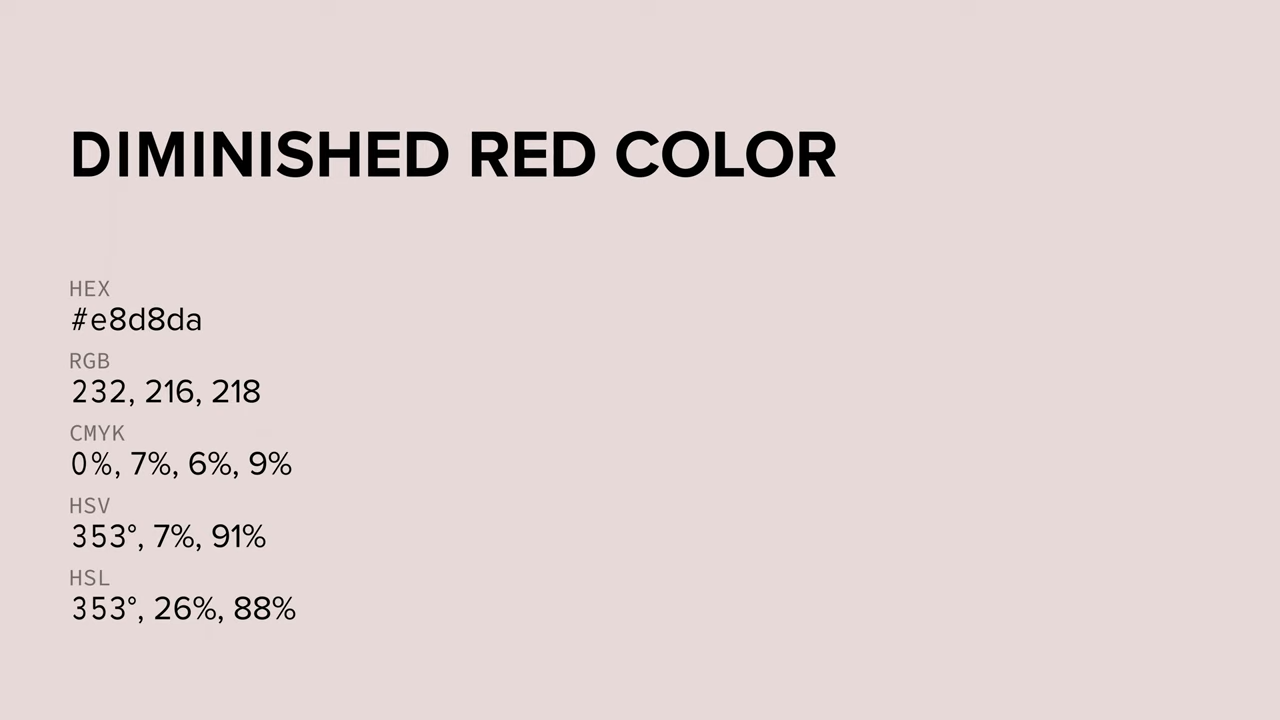 DIMINISHED RED COLOR
HEX
#e8d8da
RGB
232, 216, 218
CMYK
0%, 7%, 6%, 9%
HSV
353°, 7%, 91%
HSL
353°, 26%, 88%